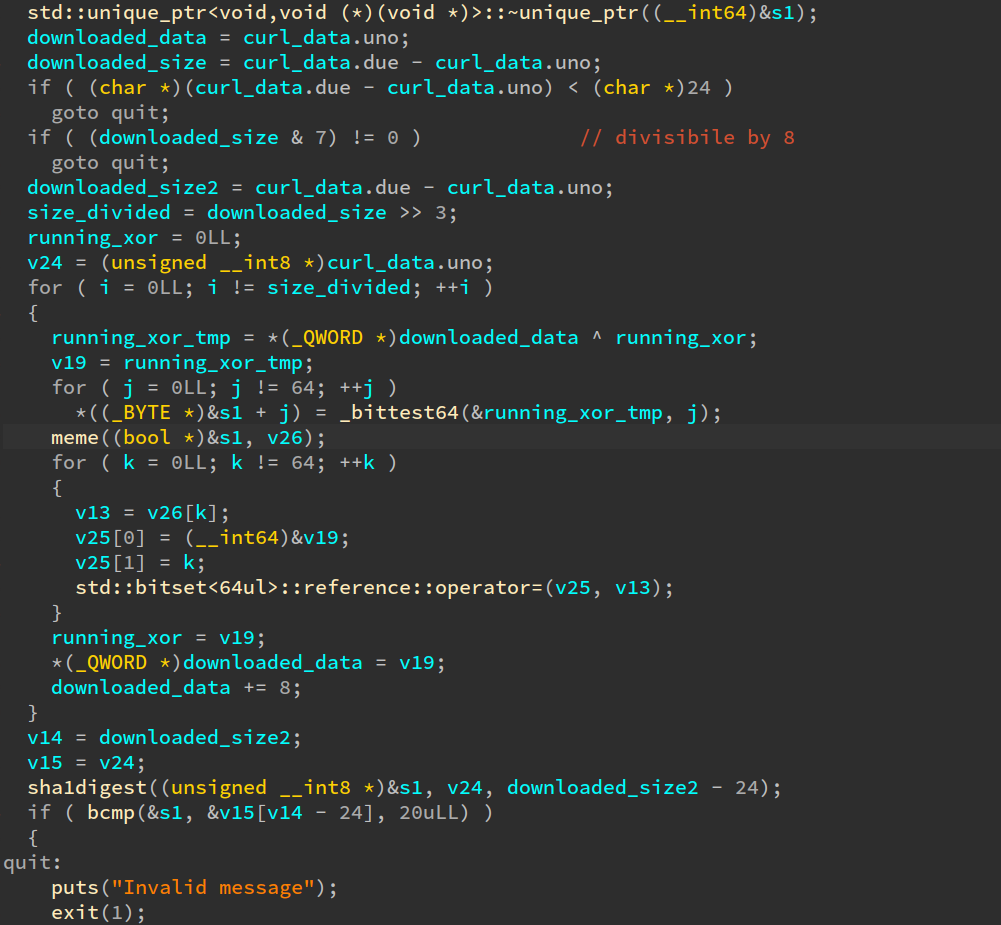 std::unique_ptr<void,void (*)(void *)>::~unique_ptr((__int64)&s1);
downloaded_data = curl_data.uno;
downloaded_size = curl_data.due - curl_data.uno;
if ( (char *)(curl_data.due - curl_data.uno) < (char *)24 )
goto quit;
if ( (downloaded_size & 7) != 0 ) // divisibile by 8
goto quit;
downloaded_size2 = curl_data.due - curl_data.uno;
size_divided = downloaded_size >> 3;
running_xor = 0LL;
v24 = (unsigned __int8 *)curl_data.uno;
for ( i = 0LL; i != size_divided; ++i )
{
running_xor_tmp = *(_QWORD *)downloaded_data ^ running_xor;
v19 = running_xor_tmp;
for ( j = 0LL; j != 64; ++j )
*((_BYTE *)&s1 + j) = _bittest64(&running_xor_tmp, j);
meme((bool *)&s1, v26);
for ( k = 0LL; k != 64; ++k )
{
v13 = v26[k];
v25[0] = (__int64)&v19;
v25[1] = k;
std::bitset<64ul>::reference::operator=(v25, v13);
}
running_xor = v19;
*(_QWORD *)downloaded_data = v19;
downloaded_data += 8;
}
v14 = downloaded_size2;
v15 = v24;
sha1digest((unsigned __int8 *)&s1, v24, downloaded_size2 - 24);
if ( bcmp(&s1, &v15[v14 - 24], 20uLL) )
{
quit:
puts("Invalid message");
exit(1);